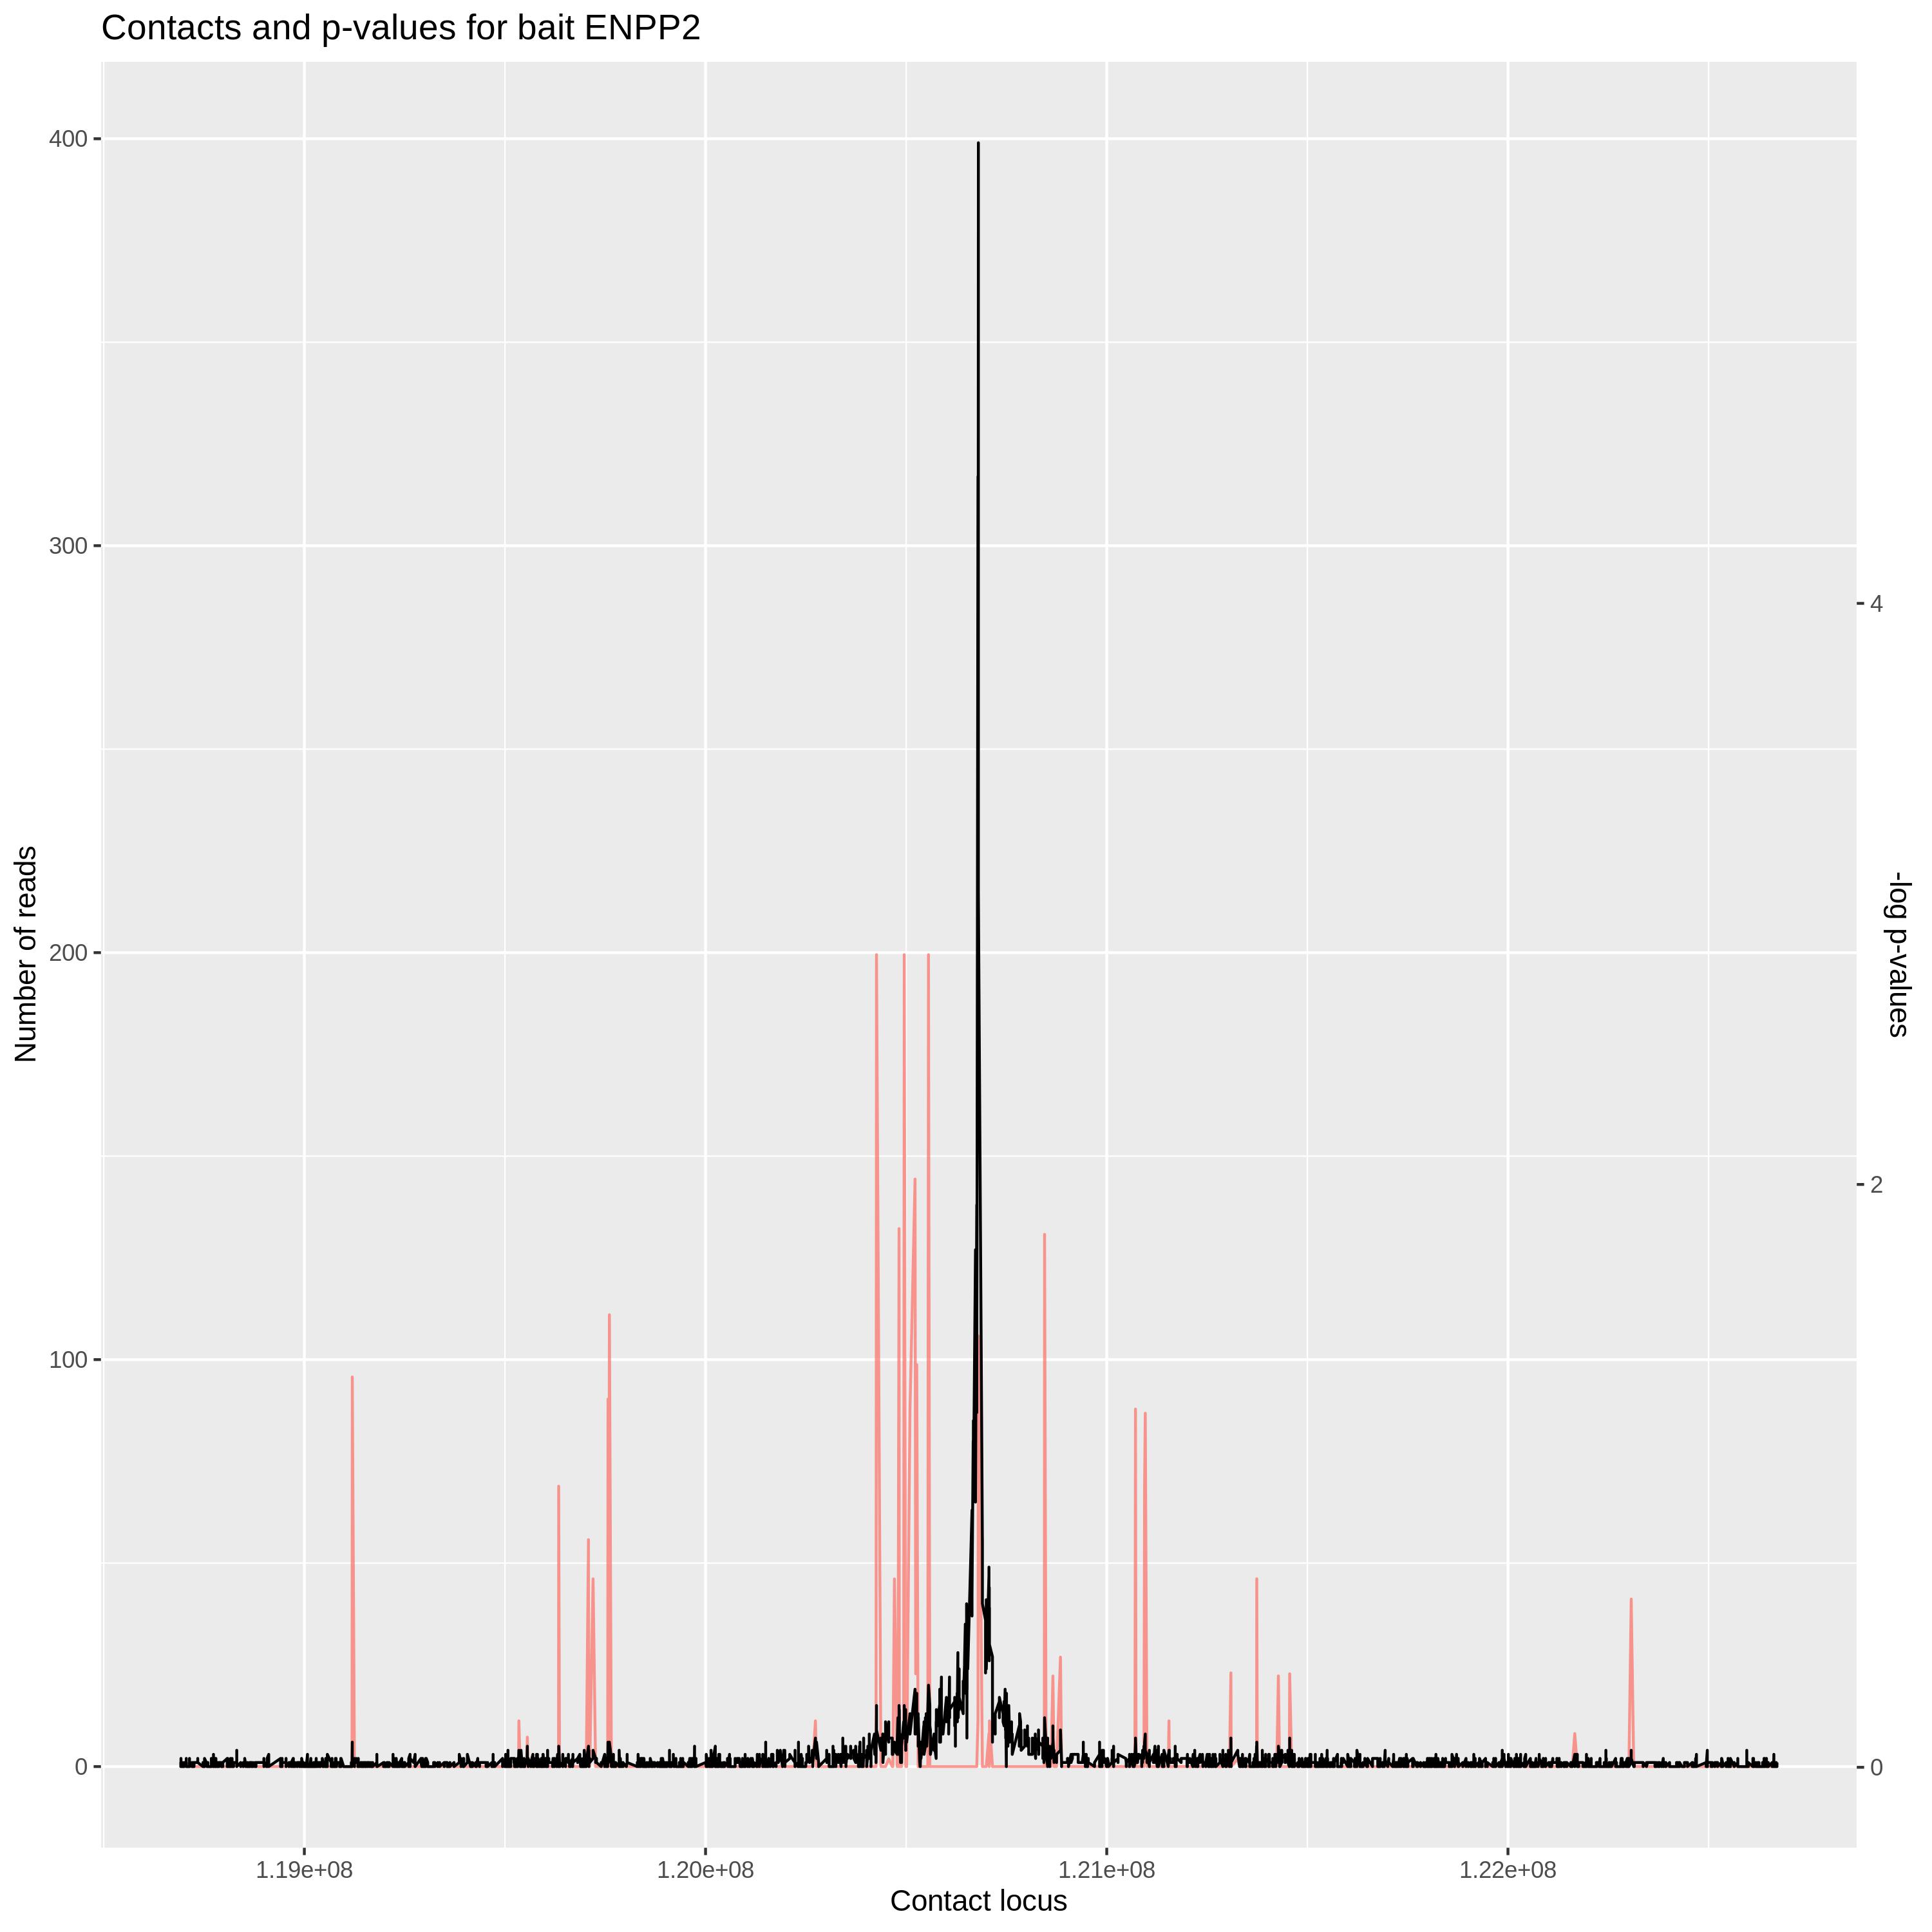 Contacts and p-values for bait ENPP2
400
300
200
100
0
Number of reads
4
2
0
-log p-values
1.19e+08
1.20e+08
1.21e+08
1.22e+08
Contact locus